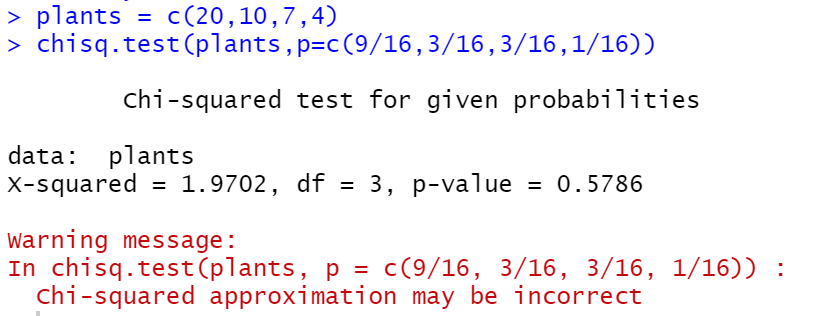 > plants = c(20,10,7,4)
> chisq.test(plants,p=c(9/16,3/16,3/16,1/16))
Chi-squared test for given probabilities
data:  plants
X-squared = 1.9702, df = 3, p-value = 0.5786
Warning message:
In chisq.test(plants, p = c(9/16, 3/16, 3/16, 1/16)) :
Chi-squared approximation may be incorrect